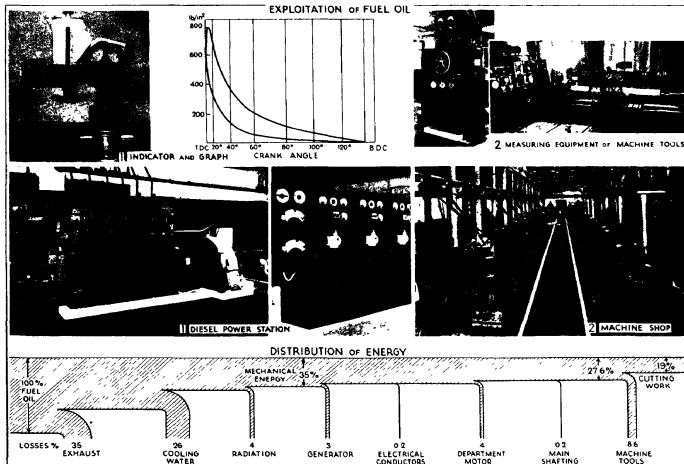 EXPLOITATION OF FUEL OIL
lb/in²
800
600
400
200
TDC 20° 40° 60° 80° 100° 120° BDC
CRANK ANGLE
1 INDICATOR AND GRAPH
2 MEASURING EQUIPMENT OF MACHINE TOOLS
1 DIESEL POWER STATION
2 MACHINE SHOP
DISTRIBUTION OF ENERGY
100%
FUEL
OIL
MECHANICAL
ENERGY
35%
27.6%
19%
CUTTING
WORK
LOSSES % 35 26 4 3 0.2 4 0.2 8.6
EXHAUST
COOLING
WATER
RADIATION
GENERATOR
ELECTRICAL
CONDUCTORS
DEPARTMENT
MOTOR
MAIN
SHAFTING
MACHINE
TOOLS